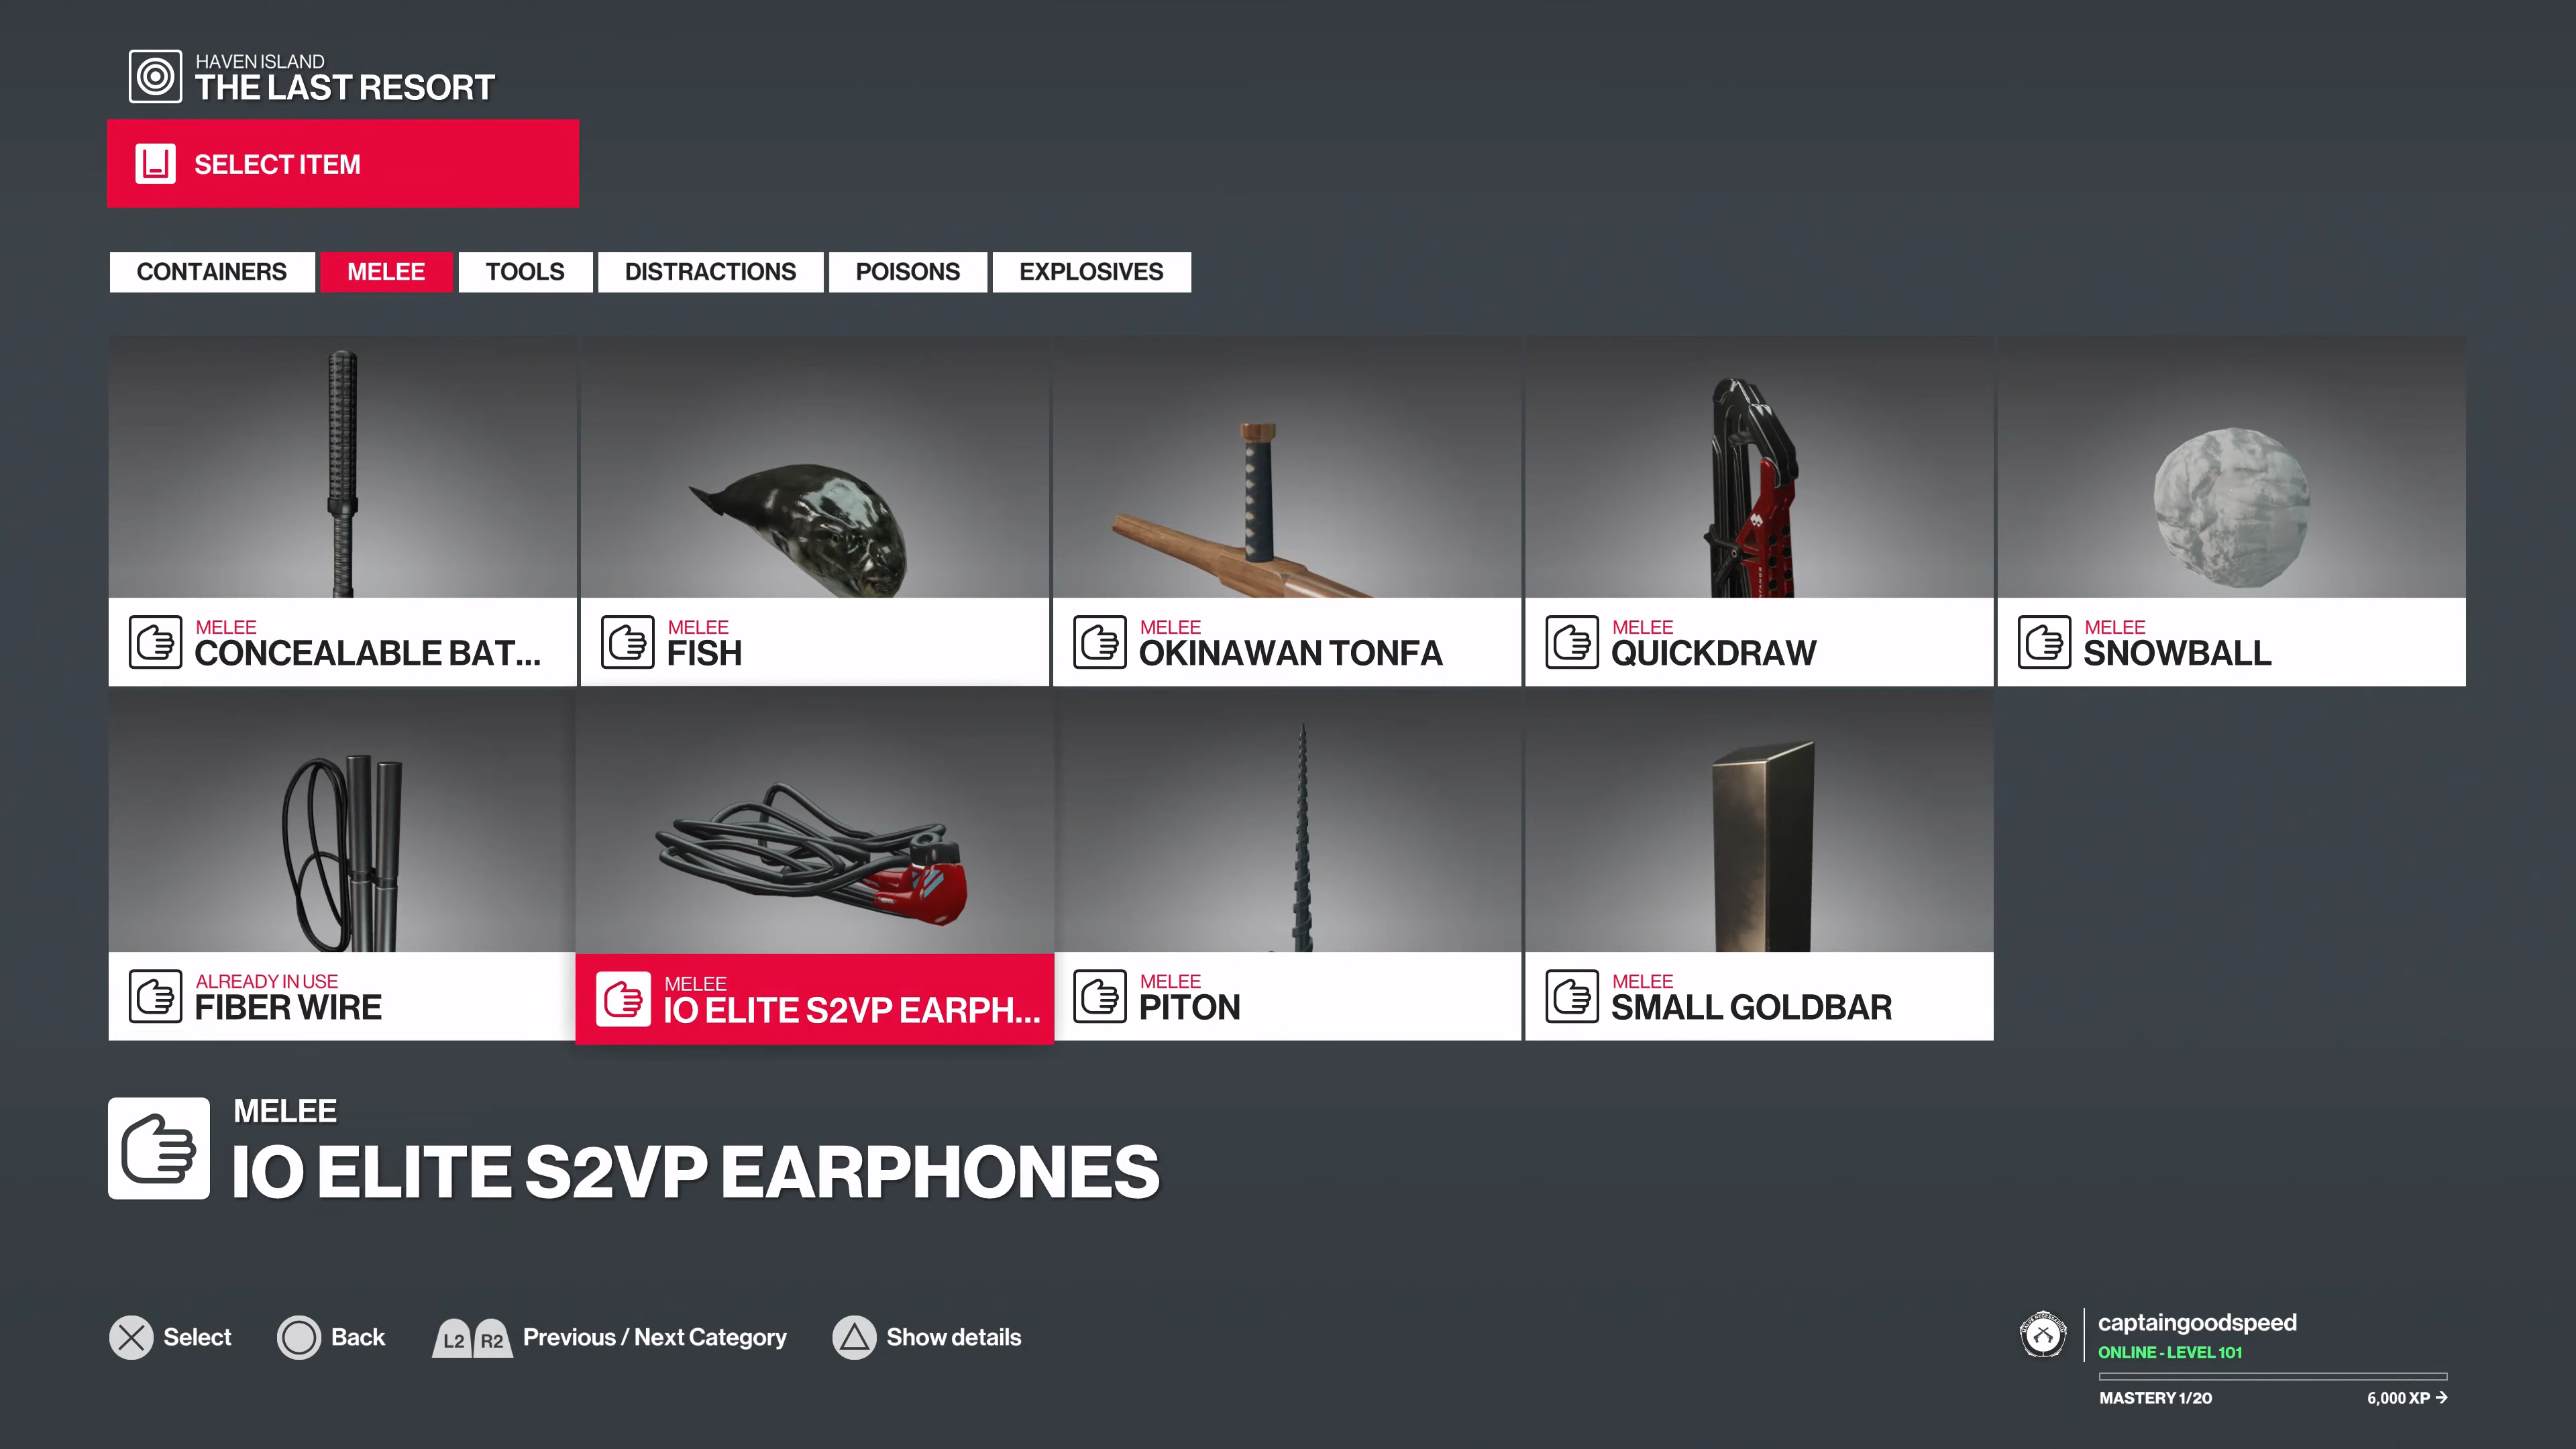 HAVEN ISLAND
THE LAST RESORT
SELECT ITEM
CONTAINERS MELEE TOOLS DISTRACTIONS POISONS EXPLOSIVES
MELEE
CONCEALABLE BAT...
MELEE
FISH
MELEE
OKINAWAN TONFA
MELEE
QUICKDRAW
MELEE
SNOWBALL
ALREADY IN USE
FIBER WIRE
MELEE
IO ELITE S2VP EARPH...
MELEE
PITON
MELEE
SMALL GOLDBAR
MELEE
IO ELITE S2VP EARPHONES
Select Back L2 R2 Previous / Next Category Show details
captaingoodspeed
ONLINE - LEVEL 101
MASTERY 1/20 6,000 XP →